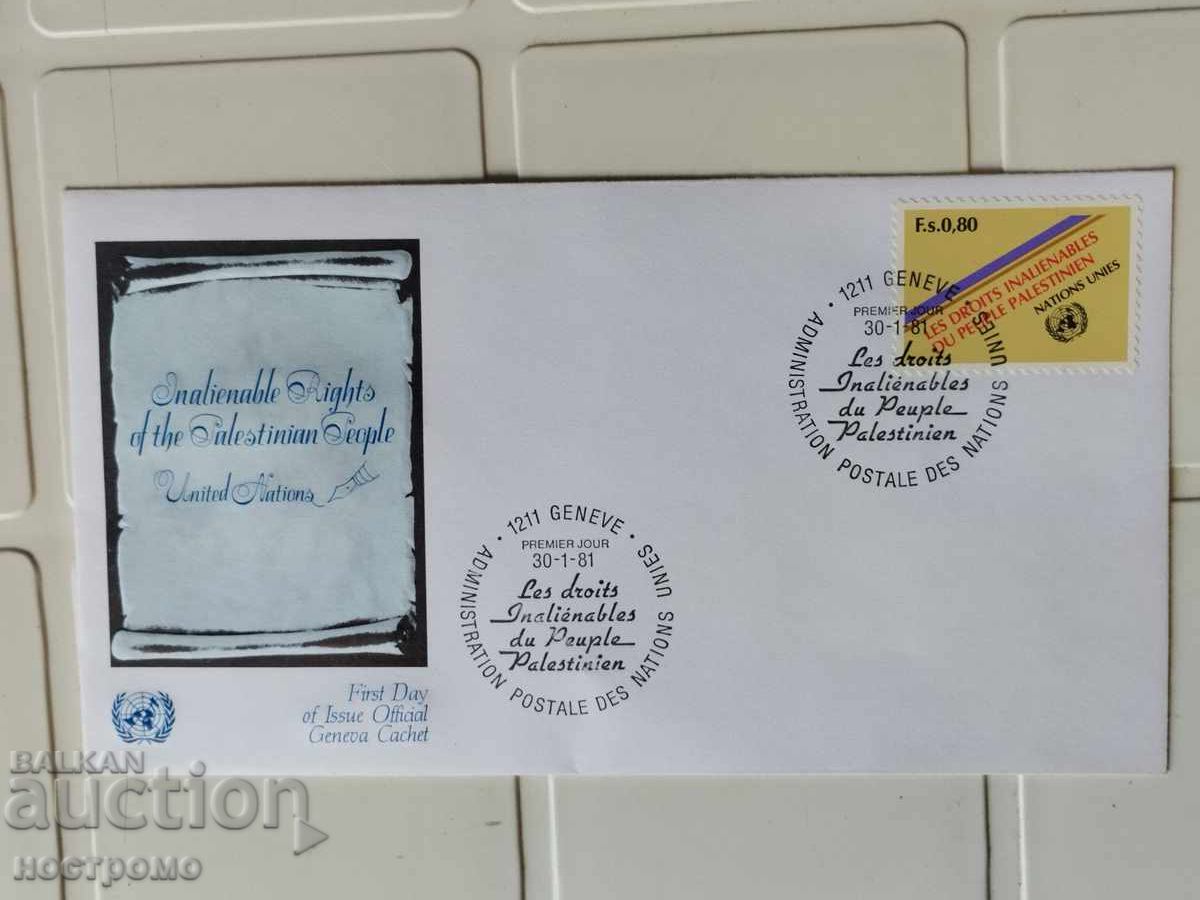 F.s.0,80
LES DROITS INALIENABLES
DU PEUPLE PALESTINIEN
NATIONS UNIES
1211 GENEVE
PREMIER JOUR
30-1-81
Les droits
Inaliénables
du Peuple
Palestinien
ADMINISTRATION POSTALE DES NATIONS UNIES
Inalienable Rights
of the Palestinian People
United Nations
1211 GENEVE
PREMIER JOUR
30-1-81
Les droits
Inaliénables
du Peuple
Palestinien
ADMINISTRATION POSTALE DES NATIONS UNIES
First Day
of Issue Official
Geneva Cachet
BALKAN
auction
ностромо